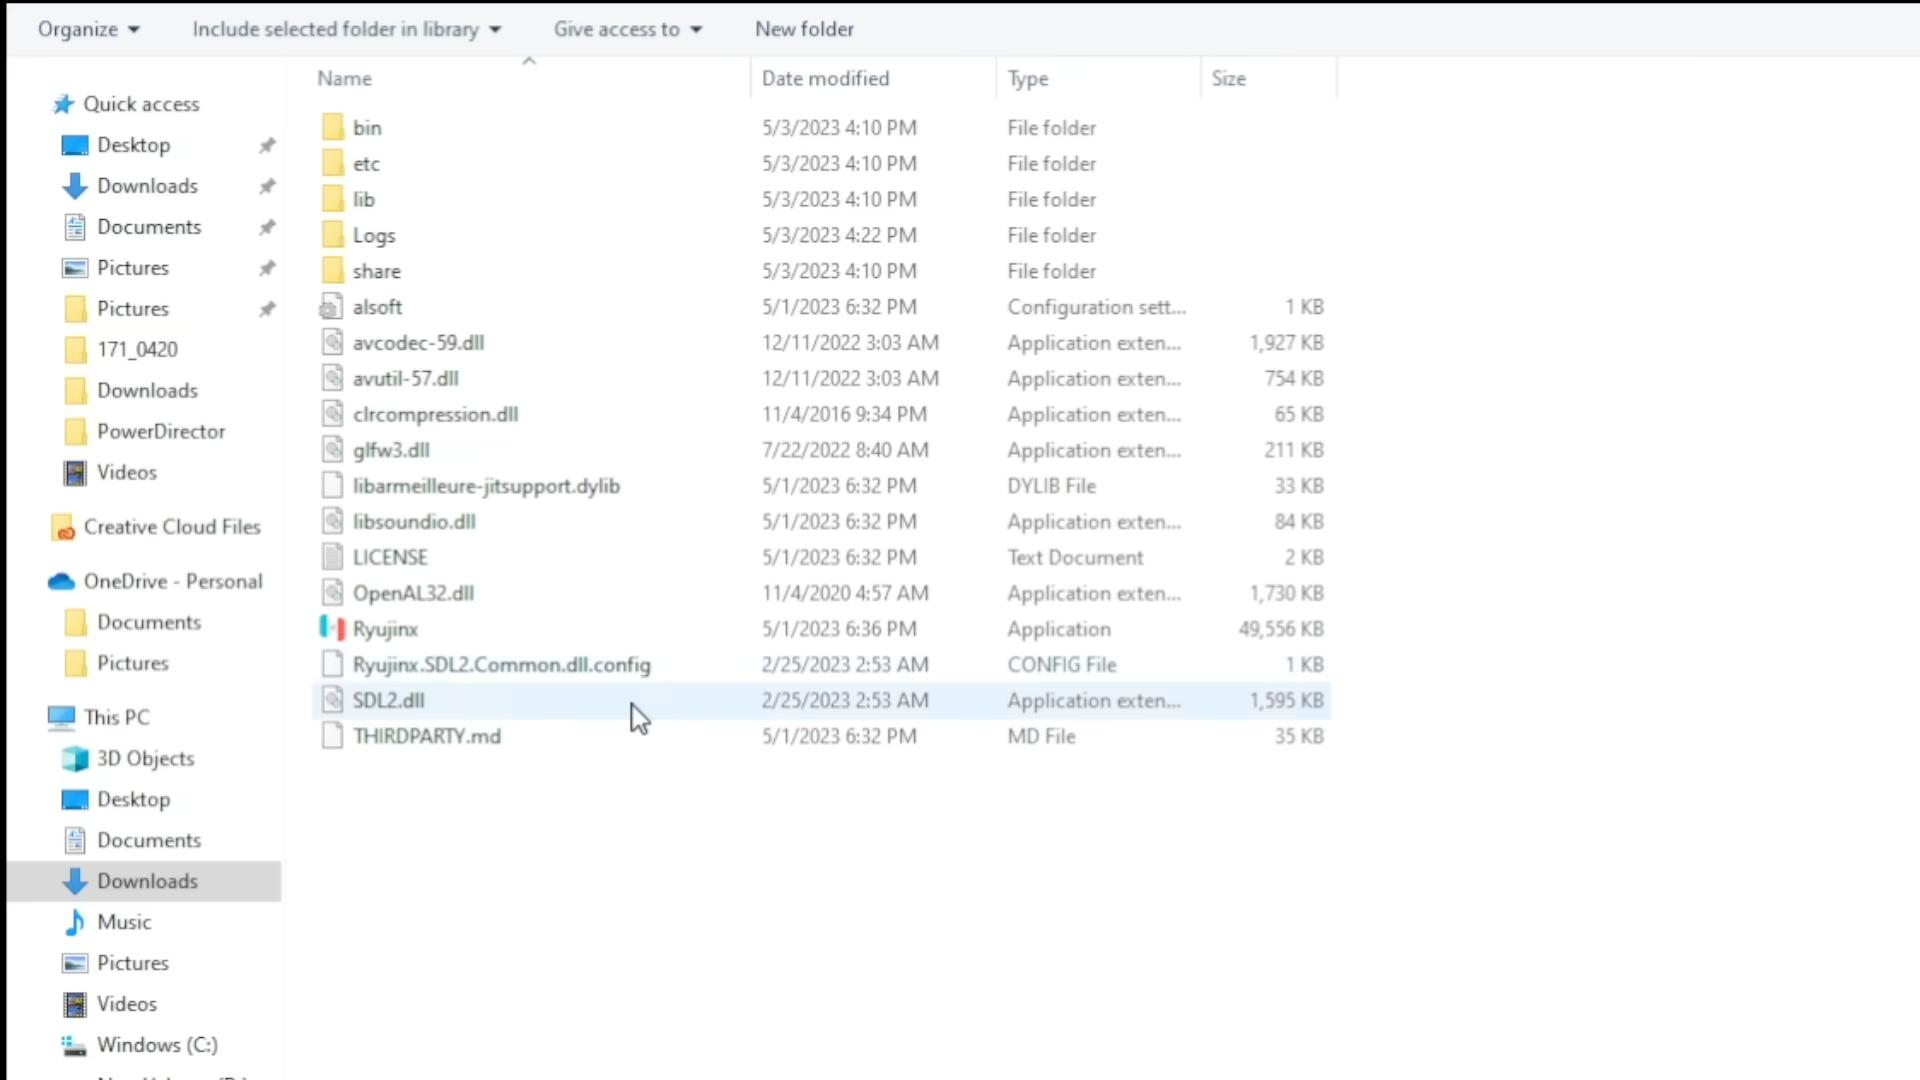 Organize Include selected folder in library Give access to New folder
Name Date modified Type Size
Quick access
Desktop
Downloads
Documents
Pictures
Pictures
171_0420
Downloads
PowerDirector
Videos
Creative Cloud Files
OneDrive - Personal
Documents
Pictures
This PC
3D Objects
Desktop
Documents
Downloads
Music
Pictures
Videos
Windows (C:)
bin 5/3/2023 4:10 PM File folder
etc 5/3/2023 4:10 PM File folder
lib 5/3/2023 4:10 PM File folder
Logs 5/3/2023 4:22 PM File folder
share 5/3/2023 4:10 PM File folder
alsoft 5/1/2023 6:32 PM Configuration sett... 1 KB
avcodec-59.dll 12/11/2022 3:03 AM Application exten... 1,927 KB
avutil-57.dll 12/11/2022 3:03 AM Application exten... 754 KB
clrcompression.dll 11/4/2016 9:34 PM Application exten... 65 KB
glfw3.dll 7/22/2022 8:40 AM Application exten... 211 KB
libarmeilleure-jitsupport.dylib 5/1/2023 6:32 PM DYLIB File 33 KB
libsoundio.dll 5/1/2023 6:32 PM Application exten... 84 KB
LICENSE 5/1/2023 6:32 PM Text Document 2 KB
OpenAL32.dll 11/4/2020 4:57 AM Application exten... 1,730 KB
Ryujinx 5/1/2023 6:36 PM Application 49,556 KB
Ryujinx.SDL2.Common.dll.config 2/25/2023 2:53 AM CONFIG File 1 KB
SDL2.dll 2/25/2023 2:53 AM Application exten... 1,595 KB
THIRDPARTY.md 5/1/2023 6:32 PM MD File 35 KB